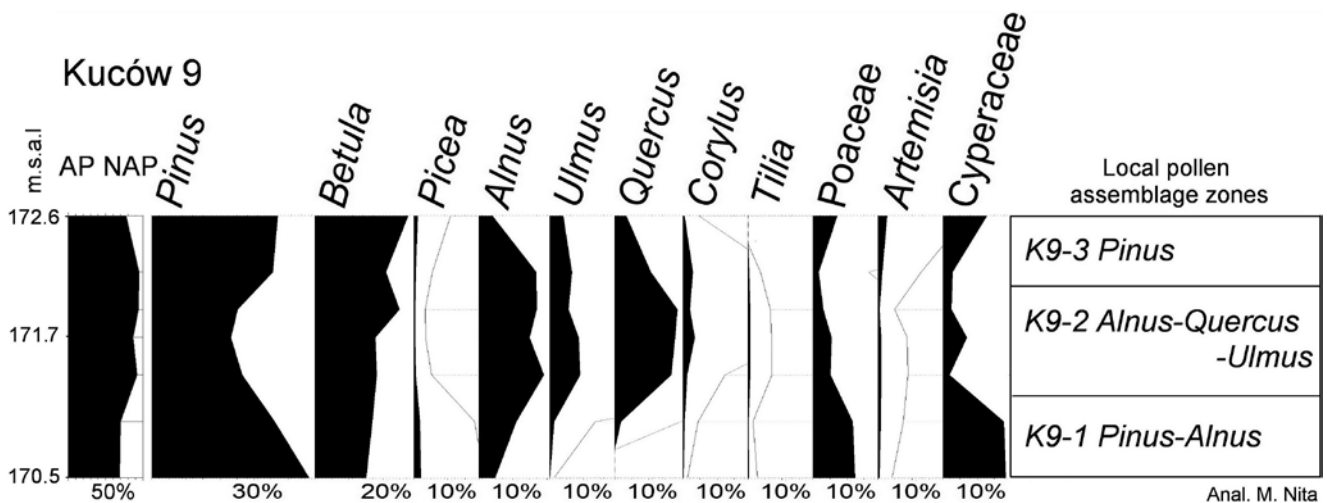 Kuców 9
m.s.a.l
AP NAP
Pinus
Betula
Picea
Alnus
Ulmus
Quercus
Corylus
Tilia
Poaceae
Artemisia
Cyperaceae
Local pollen
assemblage zones
172.6
171.7
170.5
K9-3 Pinus
K9-2 Alnus-Quercus
-Ulmus
K9-1 Pinus-Alnus
50% 30% 20% 10% 10% 10% 10% 10% 10% 10% 10% 10%
Anal. M. Nita